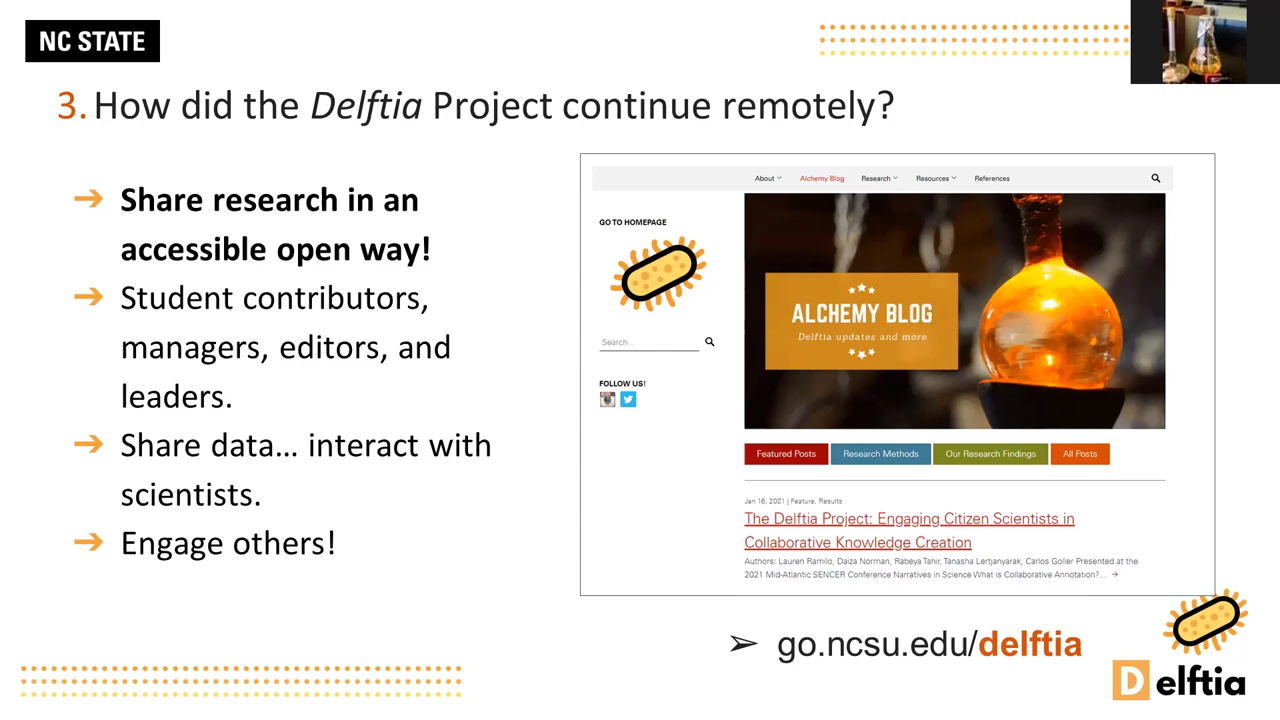 NC STATE
3. How did the Delftia Project continue remotely?
➔ Share research in an
accessible open way!
➔ Student contributors,
managers, editors, and
leaders.
➔ Share data… interact with
scientists.
➔ Engage others!
About Alchemy Blog Research Resources References
GO TO HOMEPAGE
Search...
FOLLOW US!
ALCHEMY BLOG
Delftia updates and more
Featured Posts Research Methods Our Research Findings All Posts
Jan 16, 2021 | Feature, Results
The Delftia Project: Engaging Citizen Scientists in
Collaborative Knowledge Creation
Authors: Lauren Ramilo, Daiza Norman, Rabeya Tahir, Tanasha Lertjanyarak, Carlos Goller Presented at the
2021 Mid-Atlantic SENCER Conference Narratives in Science What is Collaborative Annotation?... →
➢ go.ncsu.edu/delftia
Delftia